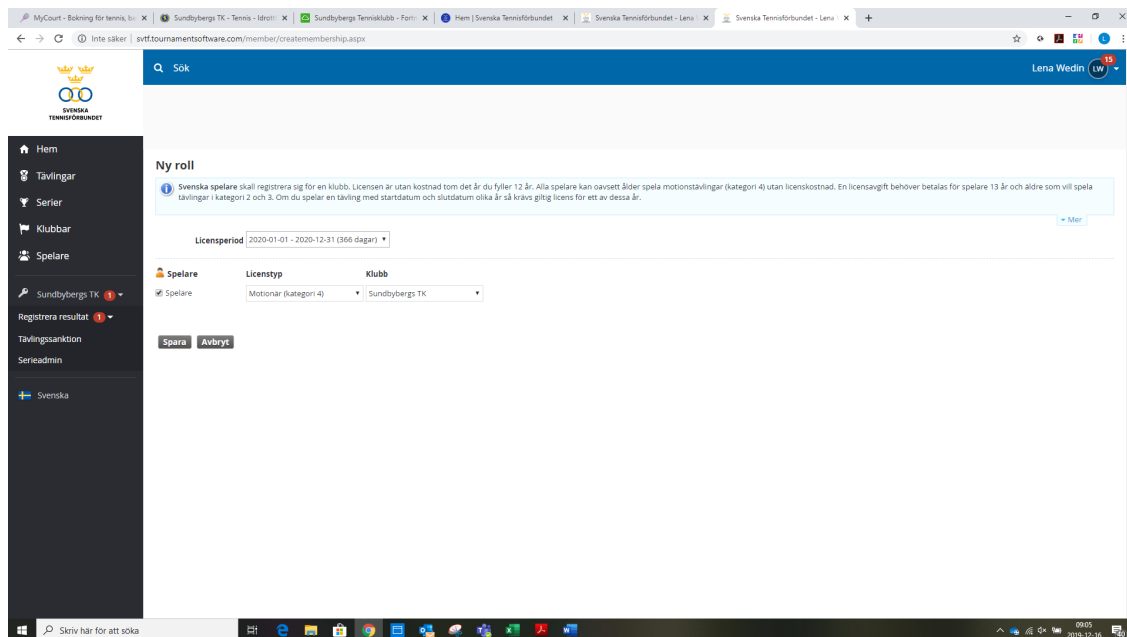 MyCourt - Bokning för tennis, ba
Sundbybergs TK - Tennis - Idrott
Sundbybergs Tennisklubb - Fortn
Hem | Svenska Tennisförbundet
Svenska Tennisförbundet - Lena
Svenska Tennisförbundet - Lena
Inte säker | svtf.tournamentsoftware.com/member/createmembership.aspx
SVENSKA
TENNISFÖRBUNDET
Sök
Lena Wedin LW 15
Hem
Tävlingar
Serier
Klubbar
Spelare
Sundbybergs TK 1
Registrera resultat 1
Tävlingssanktion
Serieadmin
Svenska
Ny roll
Svenska spelare skall registrera sig för en klubb. Licensen är utan kostnad tom det år du fyller 12 år. Alla spelare kan oavsett ålder spela motionstävlingar (kategori 4) utan licenskostnad. En licensavgift behöver betalas för spelare 13 år och äldre som vill spela
tävlingar i kategori 2 och 3. Om du spelar en tävling med startdatum och slutdatum olika år så krävs giltig licens för ett av dessa år.
Mer
Licensperiod 2020-01-01 - 2020-12-31 (366 dagar)
Spelare Licenstyp Klubb
Spelare Motionär (kategori 4) Sundbybergs TK
Spara Avbryt
Skriv här för att söka
09:05
2019-12-16